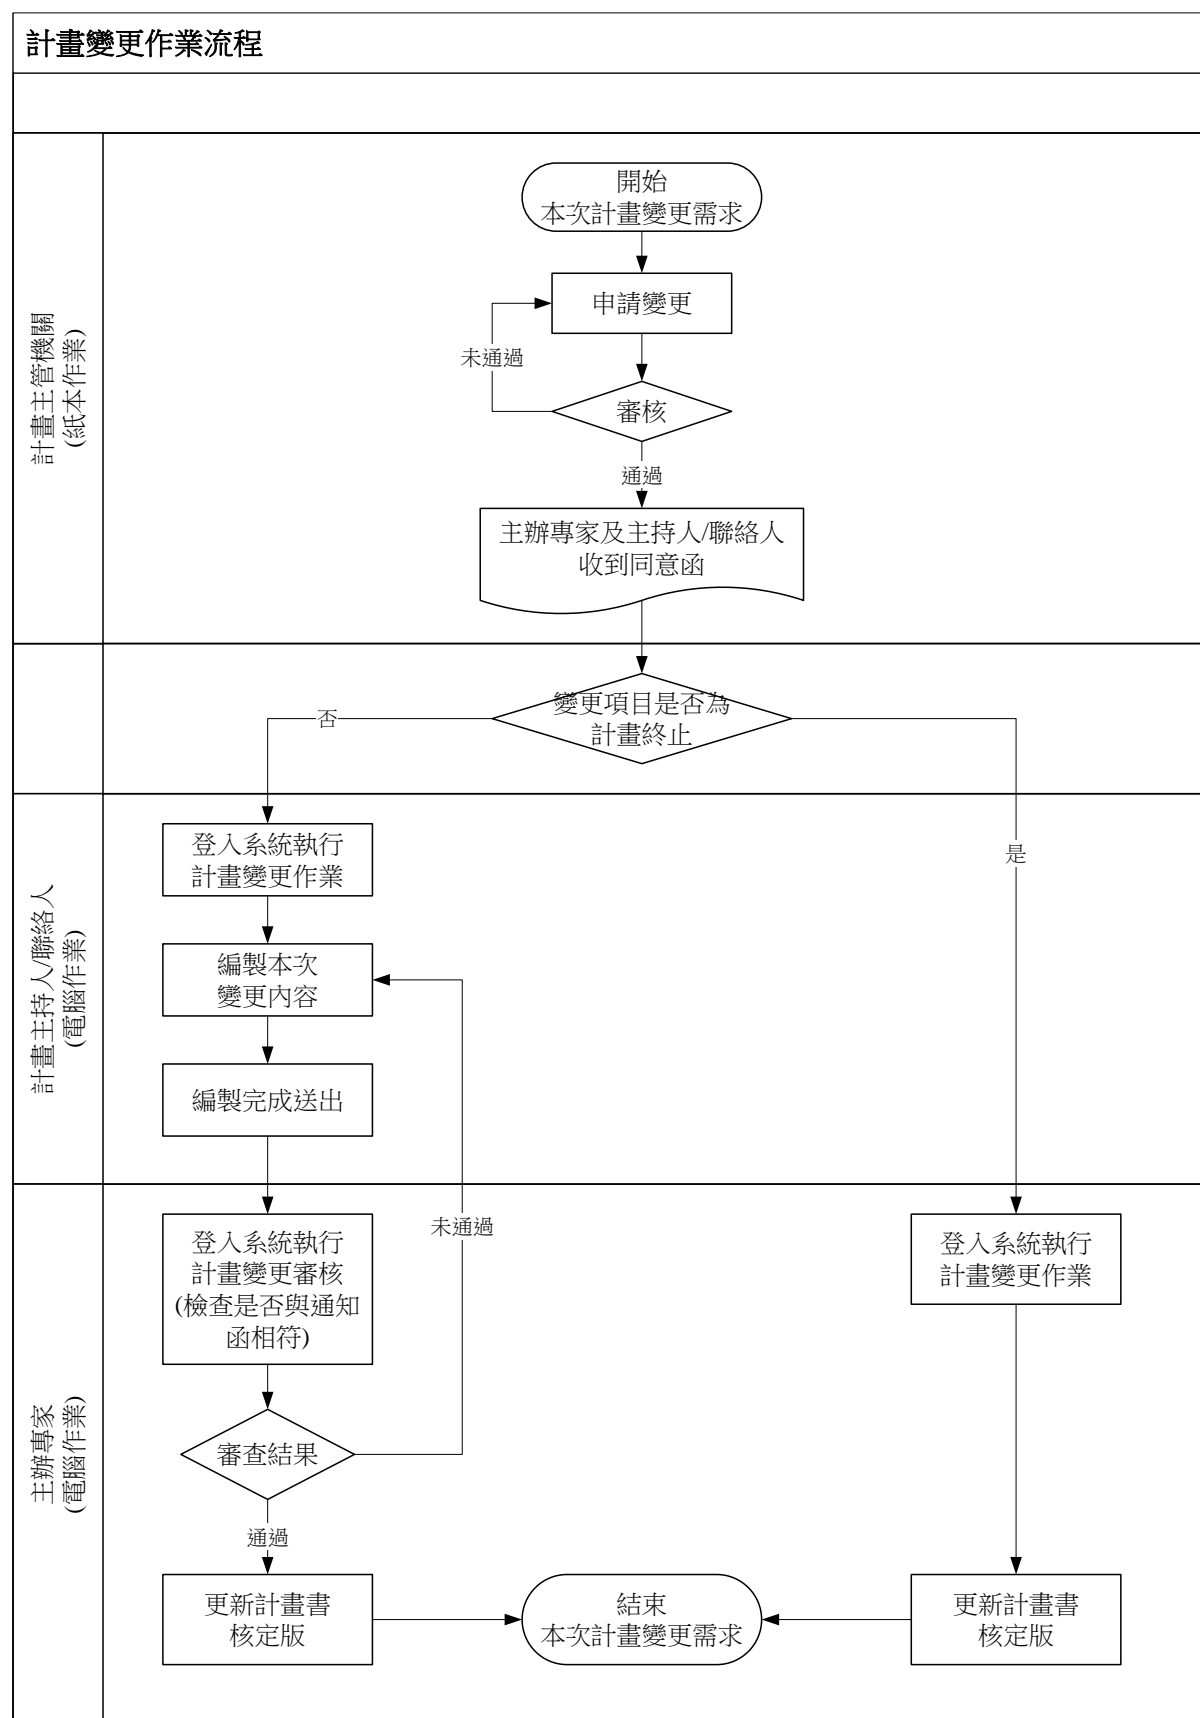 計畫變更作業流程
計畫主管機關
(紙本作業)
開始
本次計畫變更需求
申請變更
未通過
審核
通過
主辦專家及主持人/聯絡人
收到同意函
變更項目是否為
計畫終止
否
是
計畫主持人/聯絡人
(電腦作業)
登入系統執行
計畫變更作業
編製本次
變更內容
編製完成送出
主辦專家
(電腦作業)
登入系統執行
計畫變更審核
(檢查是否與通知
函相符)
未通過
登入系統執行
計畫變更作業
審查結果
通過
更新計畫書
核定版
結束
本次計畫變更需求
更新計畫書
核定版